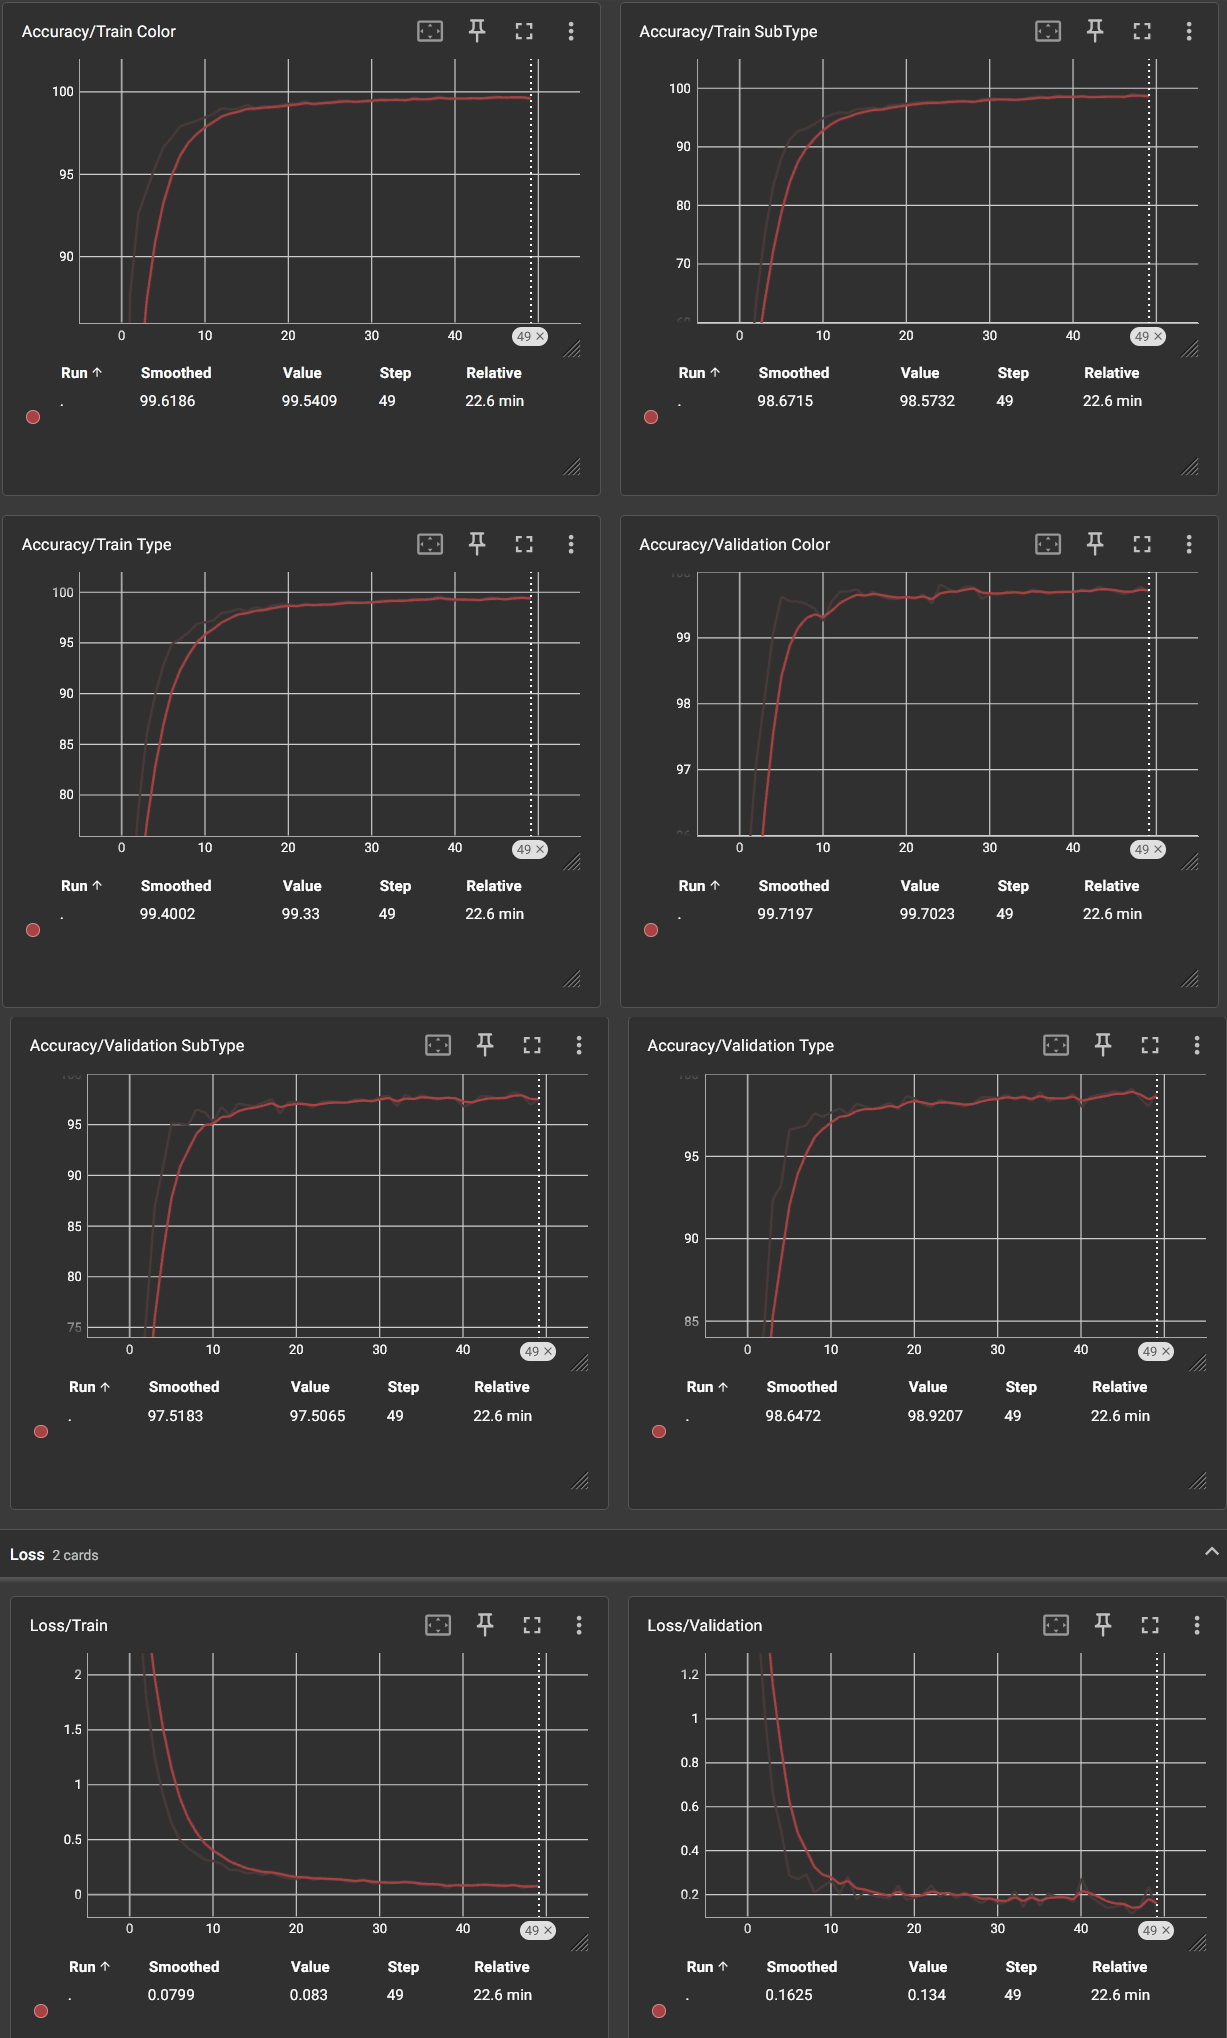 Accuracy/Train Color
100
95
90
0 10 20 30 40 49 ×
Run ↑ Smoothed Value Step Relative
. 99.6186 99.5409 49 22.6 min
Accuracy/Train SubType
100
90
80
70
60
0 10 20 30 40 49 ×
Run ↑ Smoothed Value Step Relative
. 98.6715 98.5732 49 22.6 min
Accuracy/Train Type
100
95
90
85
80
0 10 20 30 40 49 ×
Run ↑ Smoothed Value Step Relative
. 99.4002 99.33 49 22.6 min
Accuracy/Validation Color
100
99
98
97
96
0 10 20 30 40 49 ×
Run ↑ Smoothed Value Step Relative
. 99.7197 99.7023 49 22.6 min
Accuracy/Validation SubType
100
95
90
85
80
75
0 10 20 30 40 49 ×
Run ↑ Smoothed Value Step Relative
. 97.5183 97.5065 49 22.6 min
Accuracy/Validation Type
100
95
90
85
0 10 20 30 40 49 ×
Run ↑ Smoothed Value Step Relative
. 98.6472 98.9207 49 22.6 min
Loss 2 cards
Loss/Train
2
1.5
1
0.5
0
0 10 20 30 40 49 ×
Run ↑ Smoothed Value Step Relative
. 0.0799 0.083 49 22.6 min
Loss/Validation
1.2
1
0.8
0.6
0.4
0.2
0 10 20 30 40 49 ×
Run ↑ Smoothed Value Step Relative
. 0.1625 0.134 49 22.6 min